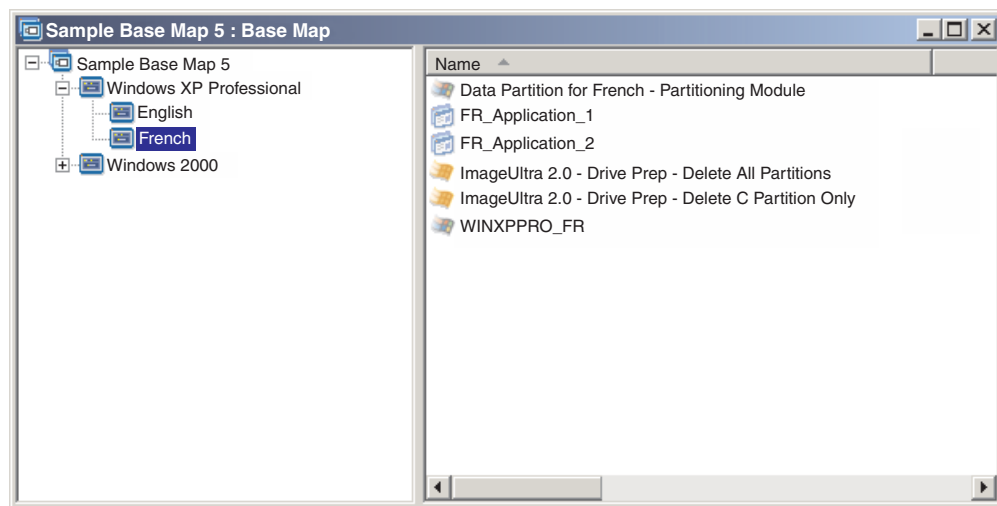 Sample Base Map 5 : Base Map
Sample Base Map 5
Windows XP Professional
English
French
Windows 2000
Name
Data Partition for French - Partitioning Module
FR_Application_1
FR_Application_2
ImageUltra 2.0 - Drive Prep - Delete All Partitions
ImageUltra 2.0 - Drive Prep - Delete C Partition Only
WINXPPRO_FR